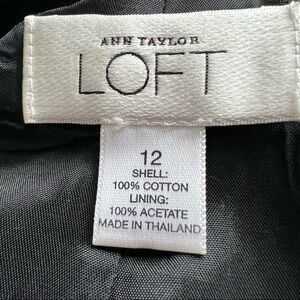 ANN TAYLOR
LOFT
12
SHELL:
100% COTTON
LINING:
100% ACETATE
MADE IN THAILAND